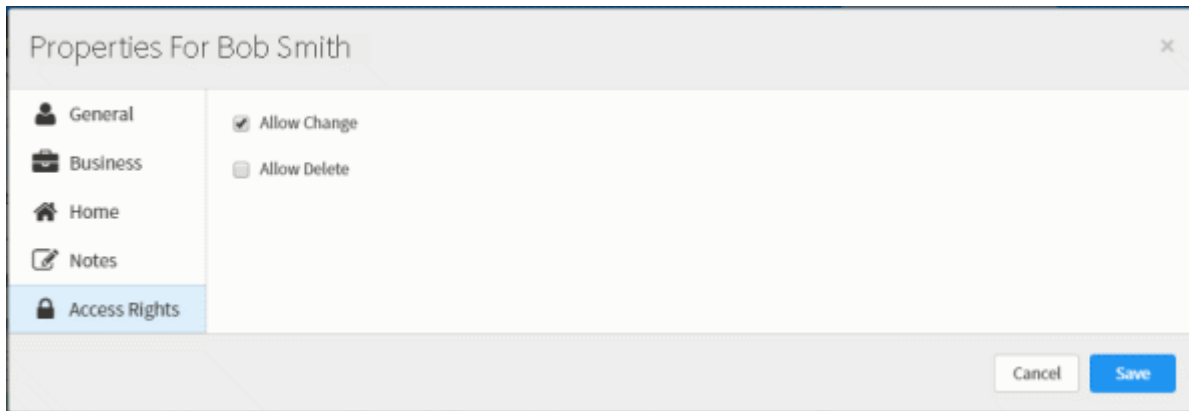 Properties For Bob Smith
General
Business
Home
Notes
Access Rights
Allow Change
Allow Delete
Cancel
Save